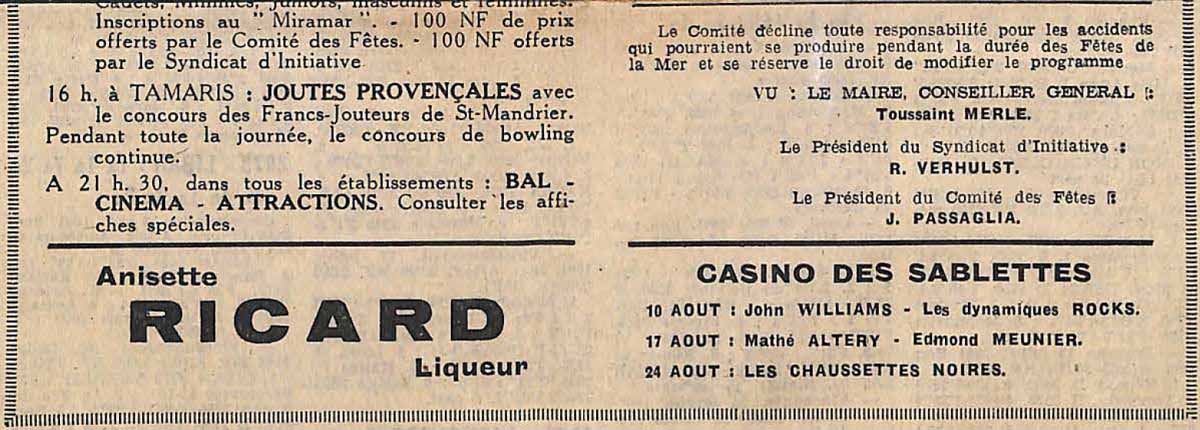 Cadets, Minimes, Juniors, masculins et féminines.
Inscriptions au " Miramar ". - 100 NF de prix
offerts par le Comité des Fêtes. - 100 NF offerts
par le Syndicat d'Initiative
16 h. à TAMARIS : JOUTES PROVENÇALES avec
le concours des Francs-Jouteurs de St-Mandrier.
Pendant toute la journée, le concours de bowling
continue.
A 21 h. 30, dans tous les établissements : BAL -
CINEMA - ATTRACTIONS. Consulter les affi-
ches spéciales.
Anisette
RICARD
Liqueur
Le Comité décline toute responsabilité pour les accidents
qui pourraient se produire pendant la durée des Fêtes de
la Mer et se réserve le droit de modifier le programme
VU : LE MAIRE, CONSEILLER GENERAL :
Toussaint MERLE.
Le Président du Syndicat d'Initiative :
R. VERHULST.
Le Président du Comité des Fêtes :
J. PASSAGLIA.
CASINO DES SABLETTES
10 AOUT : John WILLIAMS - Les dynamiques ROCKS.
17 AOUT : Mathé ALTERY - Edmond MEUNIER.
24 AOUT : LES CHAUSSETTES NOIRES.